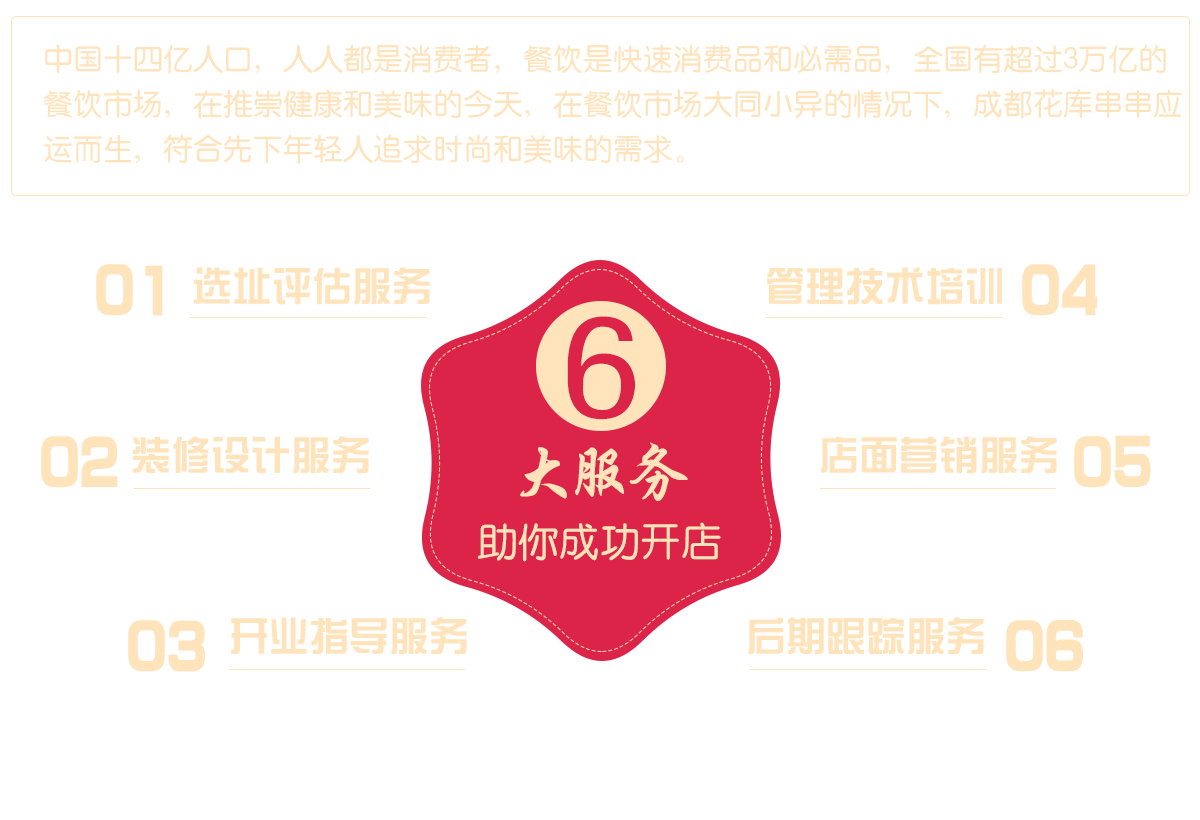 中国十四亿人口，人人都是消费者，餐饮是快速消费品和必需品，全国有超过3万亿的
餐饮市场，在推崇健康和美味的今天，在餐饮市场大同小异的情况下，成都花库串串应
运而生，符合先下年轻人追求时尚和美味的需求。
01 选址评估服务
02 装修设计服务
03 开业指导服务
6
大服务
助你成功开店
管理技术培训 04
店面营销服务 05
后期跟踪服务 06